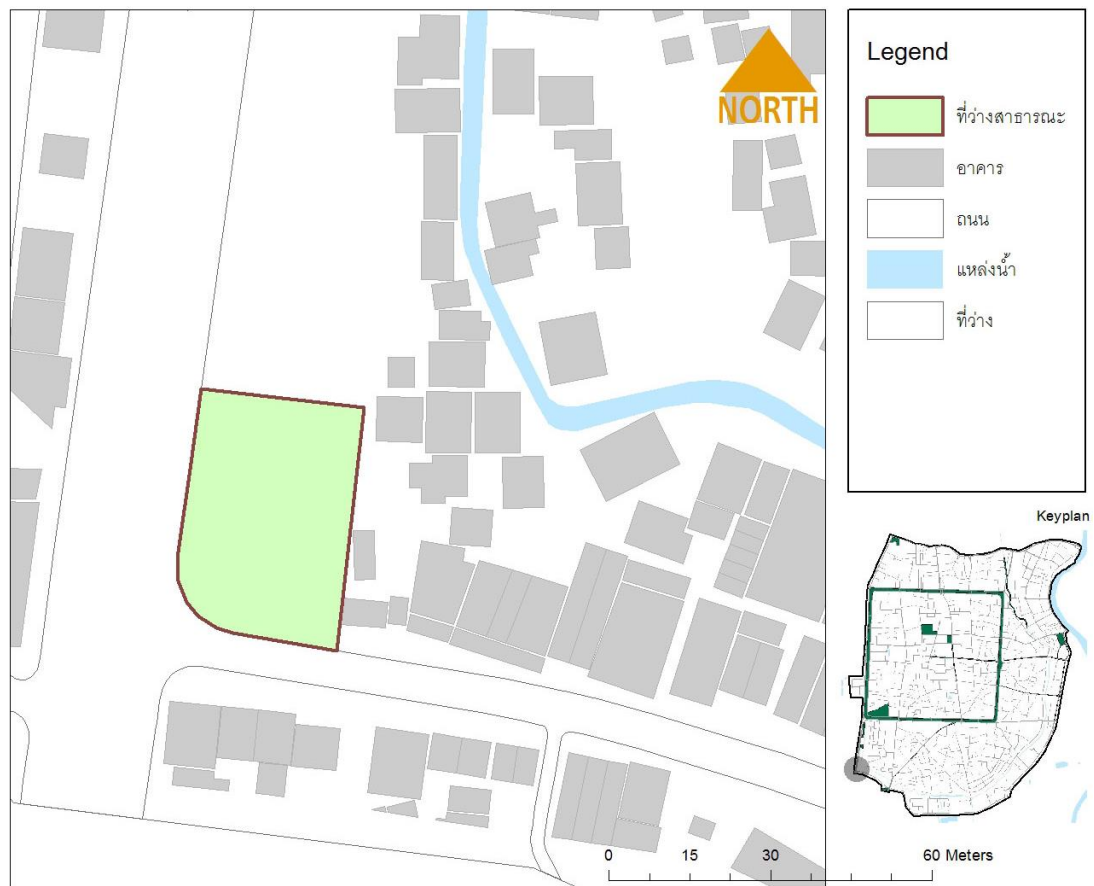 NORTH
Legend
ที่ว่างสาธารณะ
อาคาร
ถนน
แหล่งน้ำ
ที่ว่าง
Keyplan
0 15 30 60 Meters